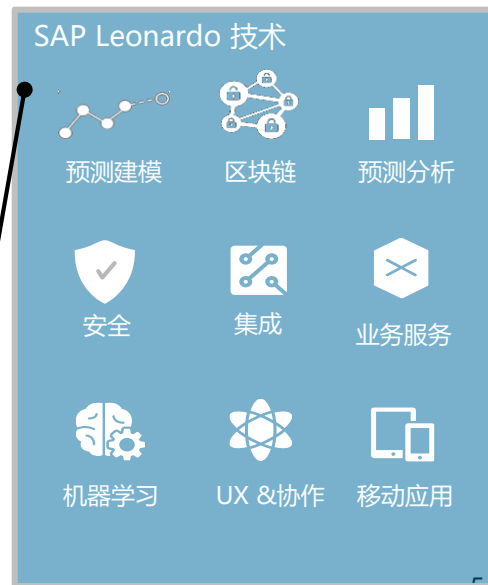 SAP Leonardo 技术
预测建模 区块链 预测分析
安全 集成 业务服务
机器学习 UX &协作 移动应用